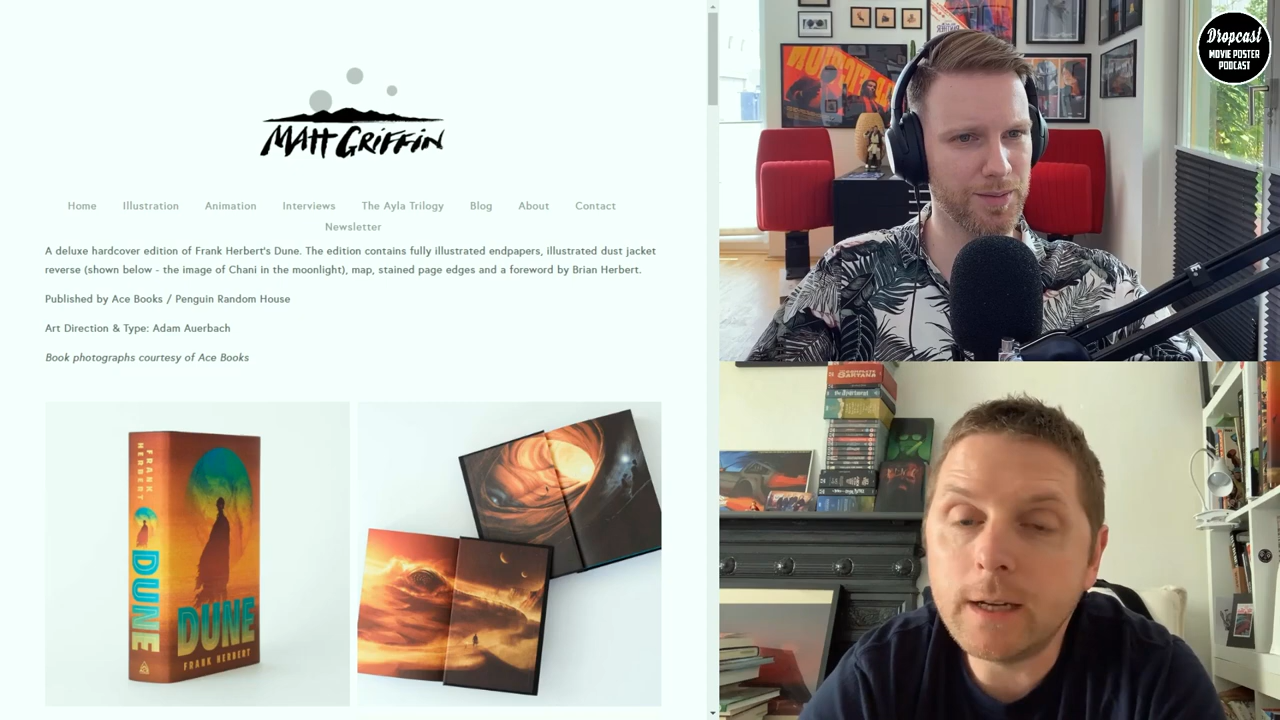 MATT GRIFFIN
Home Illustration Animation Interviews The Ayla Trilogy Blog About Contact
Newsletter
A deluxe hardcover edition of Frank Herbert's Dune. The edition contains fully illustrated endpapers, illustrated dust jacket
reverse (shown below - the image of Chani in the moonlight), map, stained page edges and a foreword by Brian Herbert.
Published by Ace Books / Penguin Random House
Art Direction & Type: Adam Auerbach
Book photographs courtesy of Ace Books
FRANK
HERBERT
DUNE
DUNE
FRANK HERBERT
Dropcast
MOVIE POSTER
PODCAST